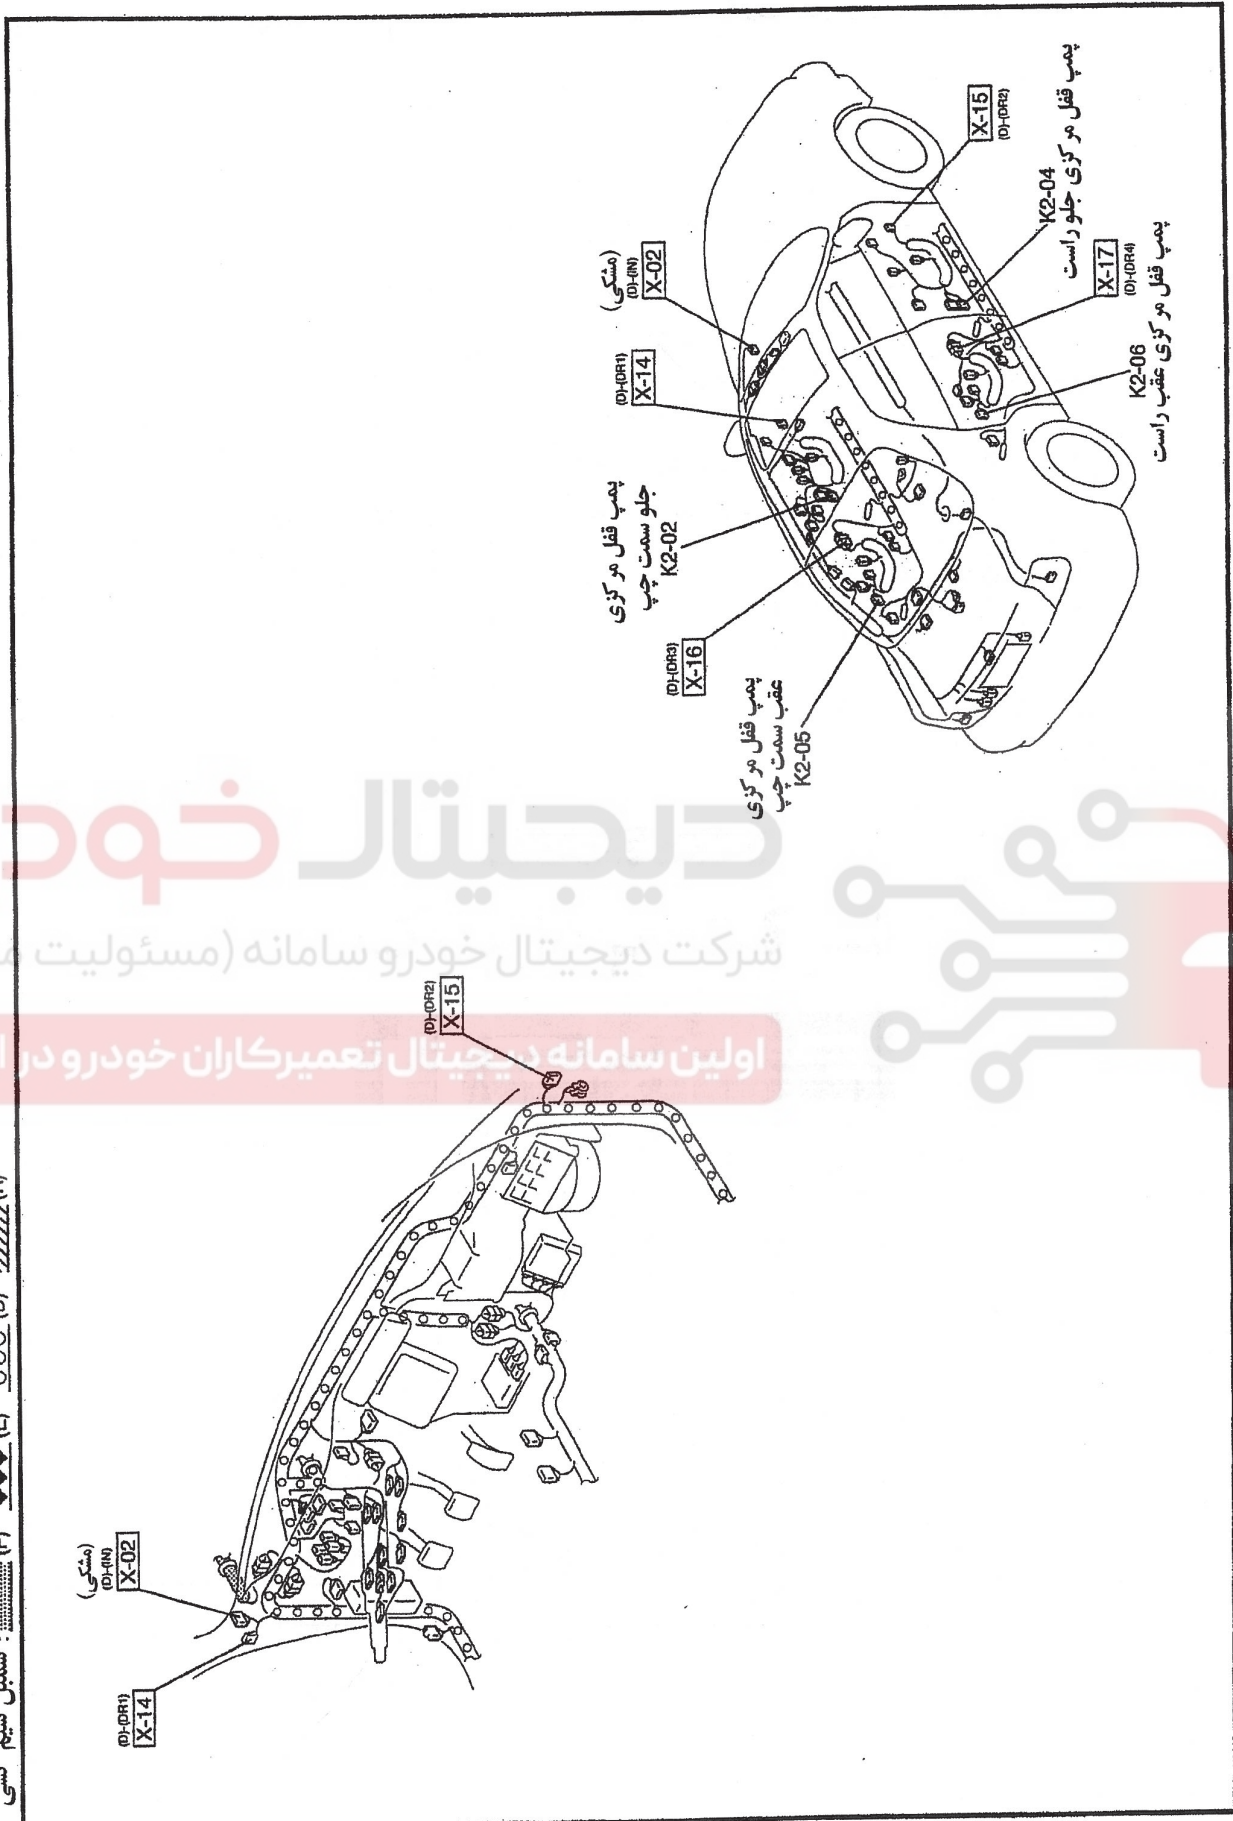 X-15
(D)-(DR2)
پمپ قفل مرکزی جلو راست
K2-04
X-17
(D)-(DR4)
K2-06
پمپ قفل مرکزی عقب راست
(مشکی)
(D)-(IN)
X-02
(D)-(DR1)
X-14
پمپ قفل مرکزی
جلو سمت چپ
K2-02
(D)-(DR3)
X-16
پمپ قفل مرکزی
عقب سمت چپ
K2-05
دیجیتال خود
شرکت دیجیتال خودرو سامانه (مسئولیت
اولین سامانه دیجیتال تعمیرکاران خودرو در
(D)-(DR2)
X-15
(مشکی)
(D)-(IN)
X-02
(D)-(DR1)
X-14